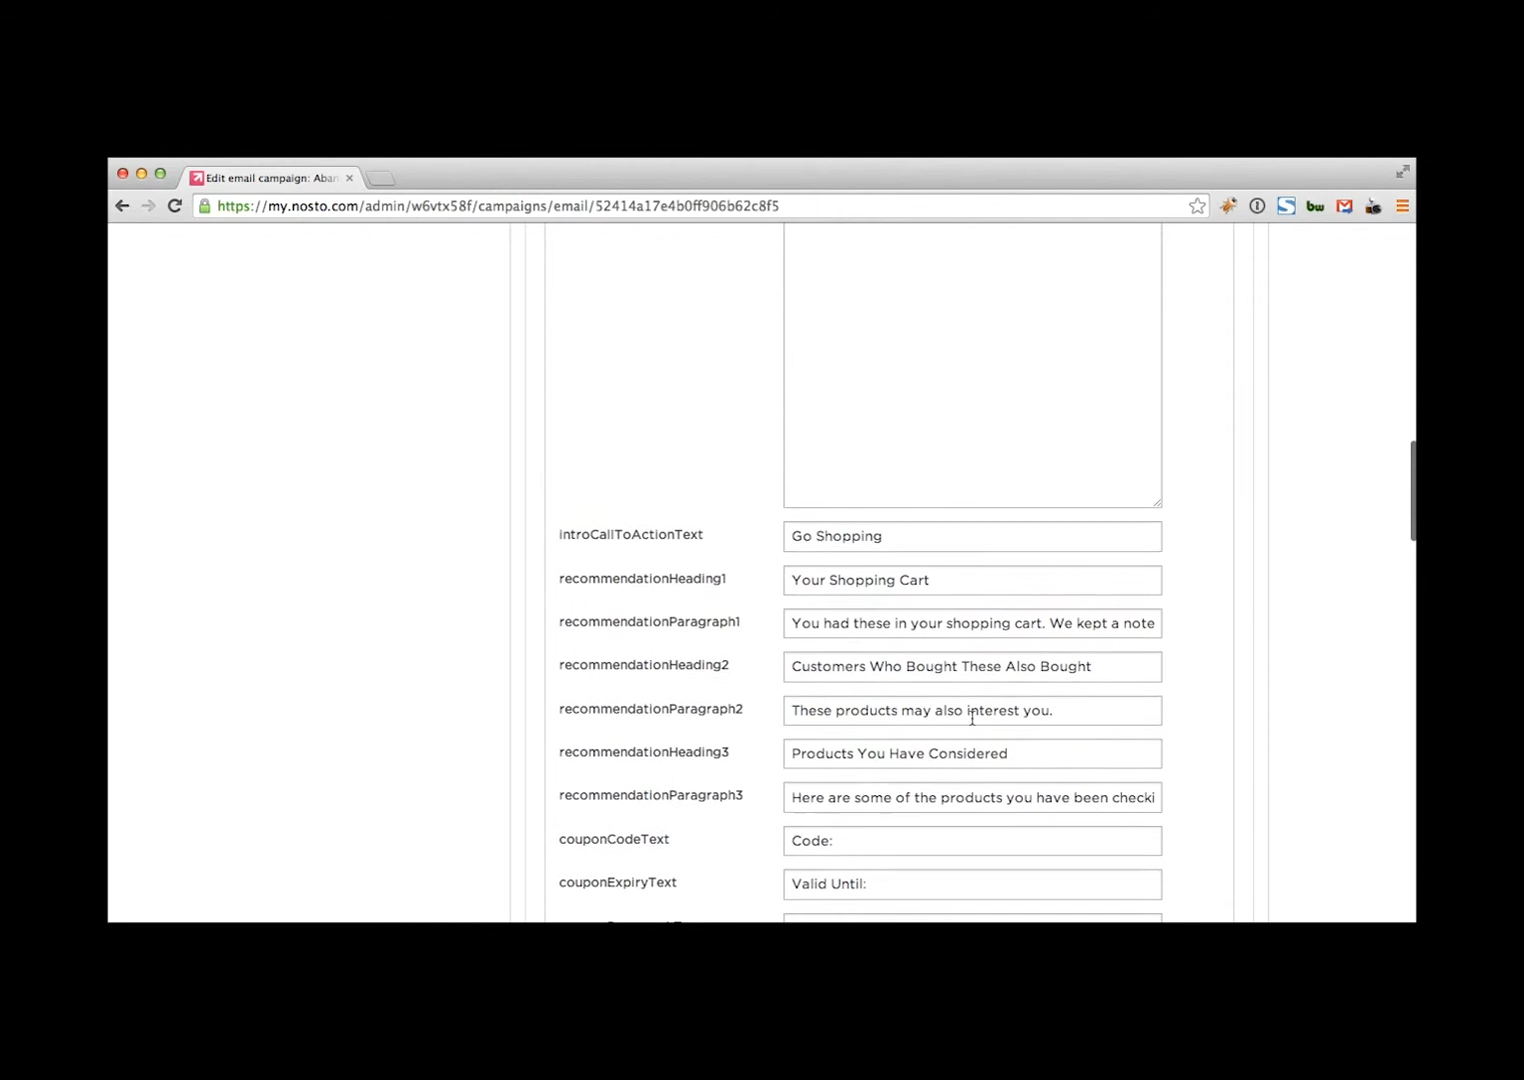 Edit email campaign: Aban
https://my.nosto.com/admin/w6vtx58f/campaigns/email/52414a17e4b0ff906b62c8f5
bw
introCallToActionText Go Shopping
recommendationHeading1 Your Shopping Cart
recommendationParagraph1 You had these in your shopping cart. We kept a note
recommendationHeading2 Customers Who Bought These Also Bought
recommendationParagraph2 These products may also interest you.
recommendationHeading3 Products You Have Considered
recommendationParagraph3 Here are some of the products you have been checki
couponCodeText Code:
couponExpiryText Valid Until: